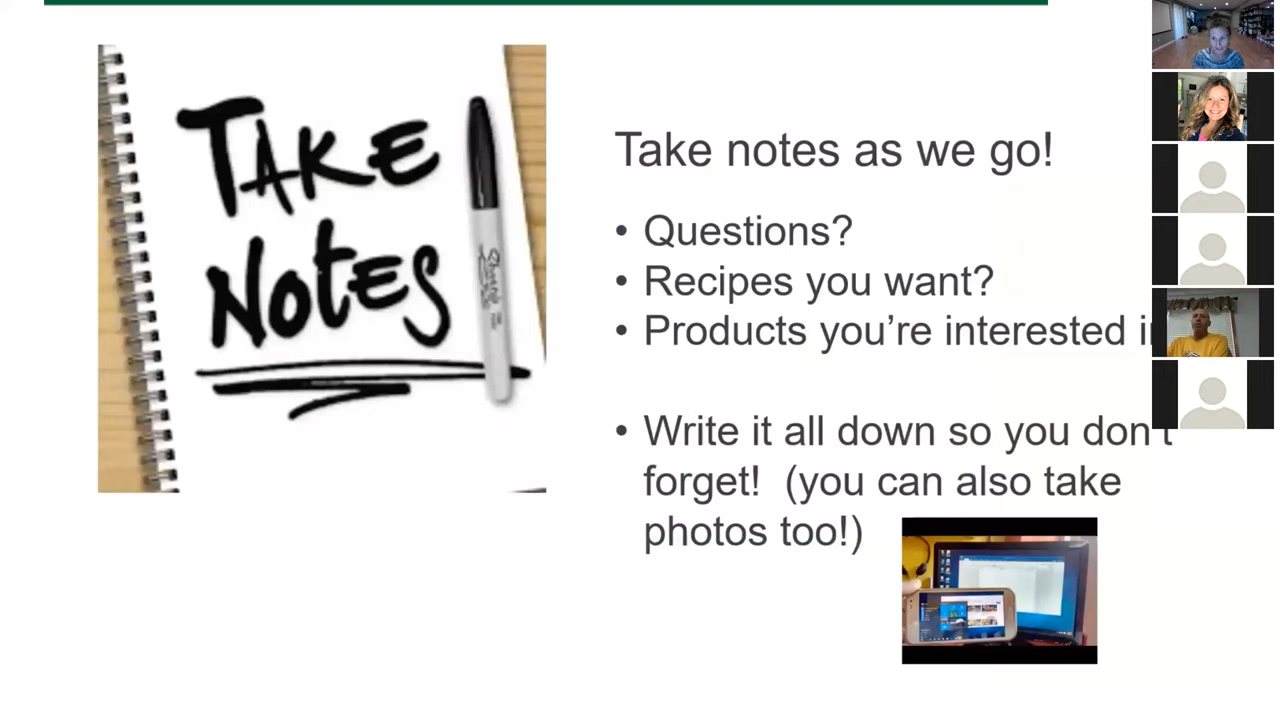 TAKE
NOTES
Sharpie
Take notes as we go!
• Questions?
• Recipes you want?
• Products you're interested i
• Write it all down so you don't
forget! (you can also take
photos too!)